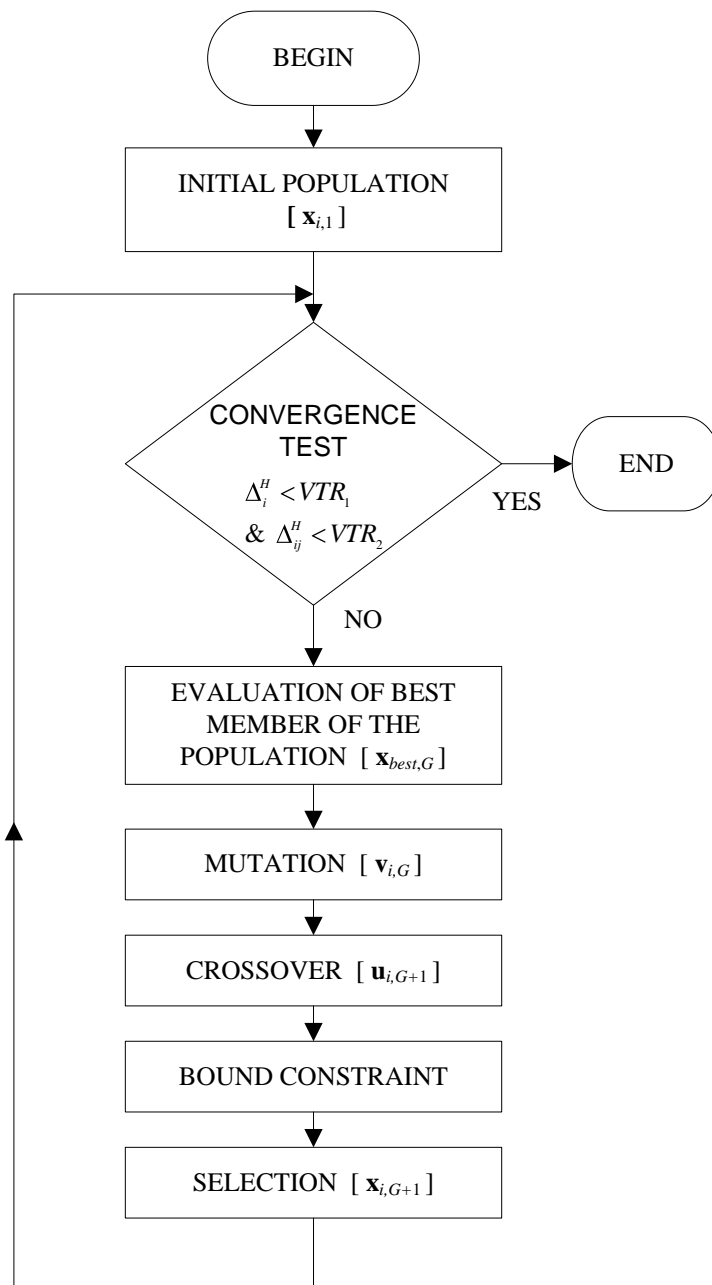 BEGIN
INITIAL POPULATION
[ x_{i,1} ]
CONVERGENCE
TEST
Δ_i^H < VTR_1
& Δ_{ij}^H < VTR_2
YES
END
NO
EVALUATION OF BEST
MEMBER OF THE
POPULATION [ x_{best,G} ]
MUTATION [ v_{i,G} ]
CROSSOVER [ u_{i,G+1} ]
BOUND CONSTRAINT
SELECTION [ x_{i,G+1} ]